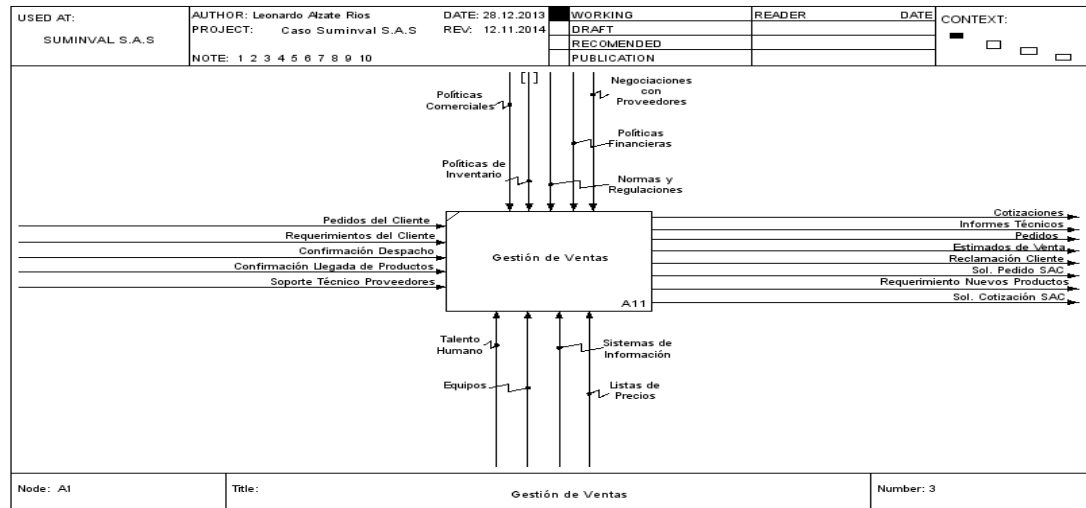 USED AT:
SUMINVAL S.A.S
AUTHOR: Leonardo Alzate Rios
DATE: 28.12.2013
PROJECT: Caso Suminval S.A.S
REV: 12.11.2014
NOTE: 1 2 3 4 5 6 7 8 9 10
WORKING
DRAFT
RECOMENDED
PUBLICATION
READER
DATE
CONTEXT:
[ ]
Políticas
Comerciales
Negociaciones
con
Proveedores
Políticas
Financieras
Políticas de
Inventario
Normas y
Regulaciones
Pedidos del Cliente
Requerimientos del Cliente
Confirmación Despacho
Confirmación Llegada de Productos
Soporte Técnico Proveedores
Gestión de Ventas
A11
Cotizaciones
Informes Técnicos
Pedidos
Estimados de Venta
Reclamación Cliente
Sol. Pedido SAC
Requerimiento Nuevos Productos
Sol. Cotización SAC
Talento
Humano
Sistemas de
Información
Equipos
Listas de
Precios
Node: A1
Title:
Gestión de Ventas
Number: 3